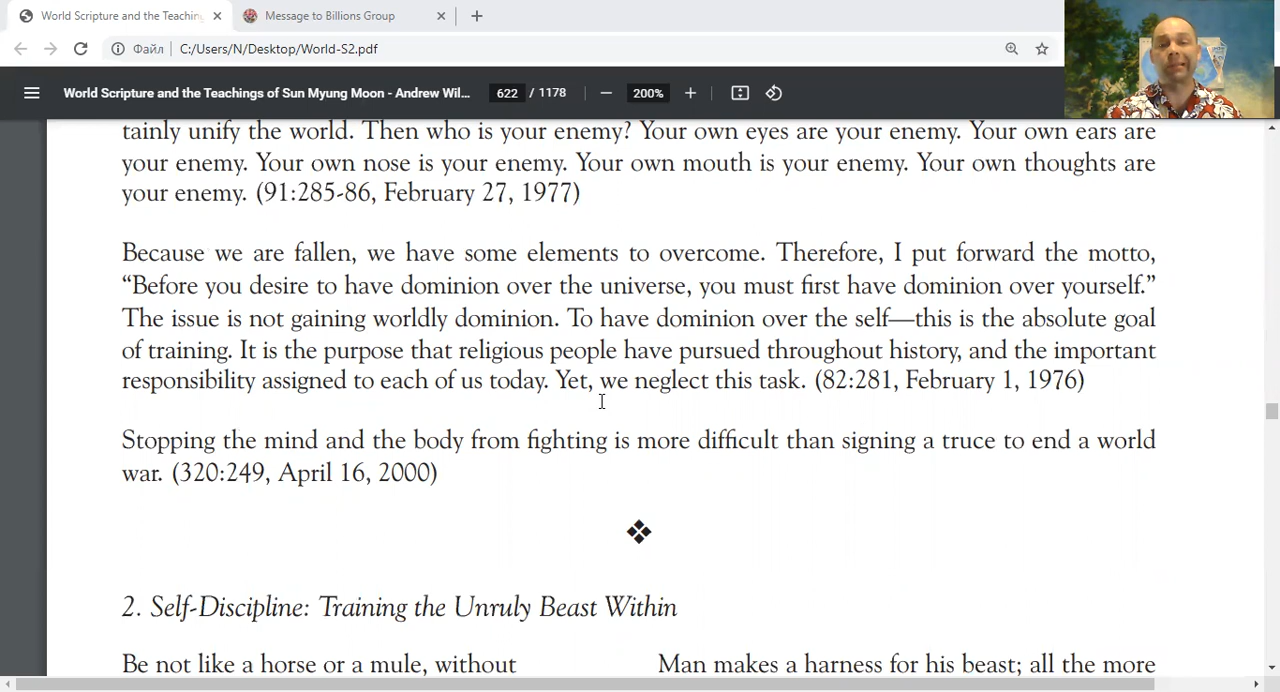 World Scripture and the Teaching
Message to Billions Group
Файл
C:/Users/N/Desktop/World-S2.pdf
World Scripture and the Teachings of Sun Myung Moon - Andrew Wil...
622 / 1178
200%
tainly unify the world. Then who is your enemy? Your own eyes are your enemy. Your own ears are
your enemy. Your own nose is your enemy. Your own mouth is your enemy. Your own thoughts are
your enemy. (91:285-86, February 27, 1977)
Because we are fallen, we have some elements to overcome. Therefore, I put forward the motto,
“Before you desire to have dominion over the universe, you must first have dominion over yourself.”
The issue is not gaining worldly dominion. To have dominion over the self—this is the absolute goal
of training. It is the purpose that religious people have pursued throughout history, and the important
responsibility assigned to each of us today. Yet, we neglect this task. (82:281, February 1, 1976)
Stopping the mind and the body from fighting is more difficult than signing a truce to end a world
war. (320:249, April 16, 2000)
2. Self-Discipline: Training the Unruly Beast Within
Be not like a horse or a mule, without
Man makes a harness for his beast; all the more